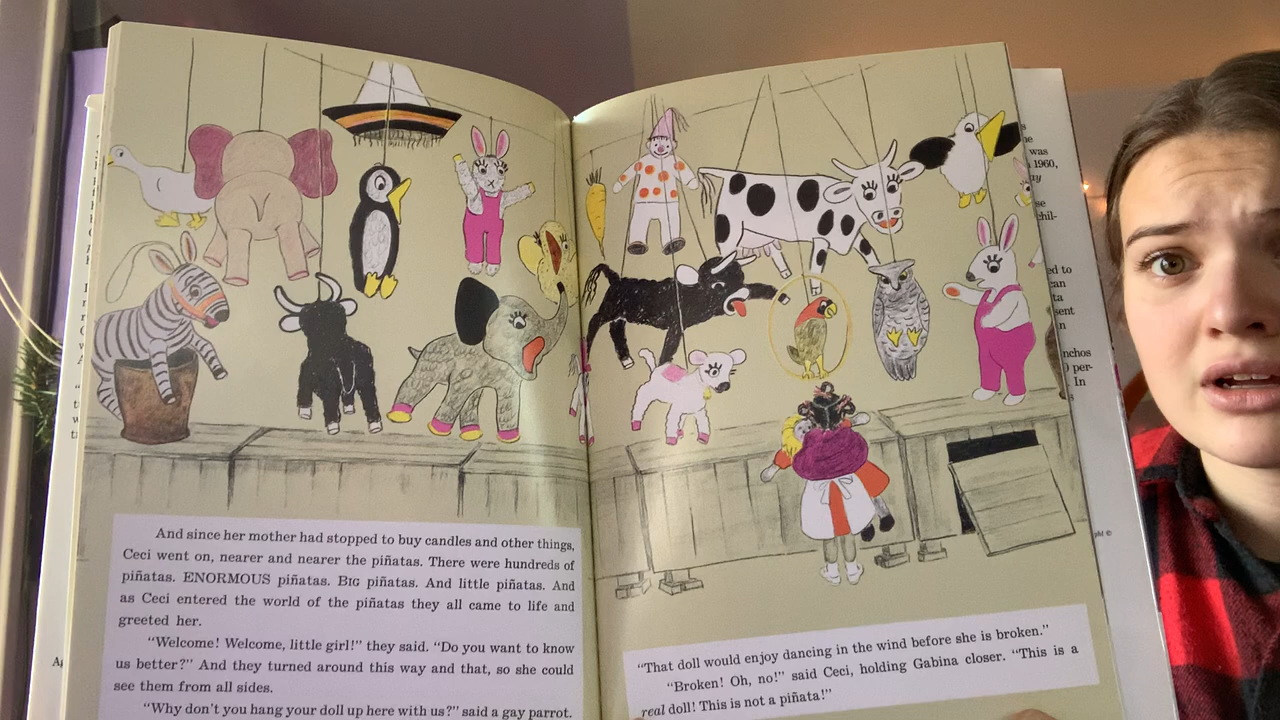 And since her mother had stopped to buy candles and other things,
Ceci went on, nearer and nearer the piñatas. There were hundreds of
piñatas. ENORMOUS piñatas. BIG piñatas. And little piñatas. And
as Ceci entered the world of the piñatas they all came to life and
greeted her.
"Welcome! Welcome, little girl!" they said. "Do you want to know
us better?" And they turned around this way and that, so she could
see them from all sides.
"Why don't you hang your doll up here with us?" said a gay parrot.
"That doll would enjoy dancing in the wind before she is broken."
"Broken! Oh, no!" said Ceci, holding Gabina closer. "This is a
real doll! This is not a piñata!"
was
1960,